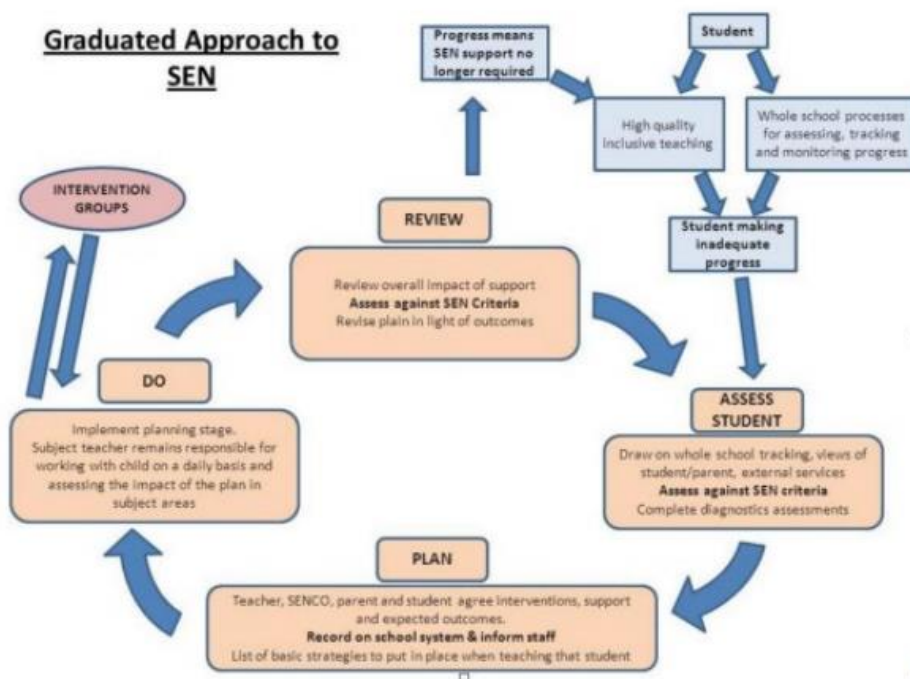 Graduated Approach to
SEN
Progress means
SEN support no
longer required
Student
High quality
inclusive teaching
Whole school processes
for assessing, tracking
and monitoring progress
Student making
inadequate
progress
INTERVENTION
GROUPS
REVIEW
Review overall impact of support
Assess against SEN Criteria
Revise plain in light of outcomes
DO
Implement planning stage.
Subject teacher remains responsible for
working with child on a daily basis and
assessing the impact of the plan in
subject areas
ASSESS
STUDENT
Draw on whole school tracking, views of
student/parent, external services
Assess against SEN criteria
Complete diagnostics assessments
PLAN
Teacher, SENCO, parent and student agree interventions, support
and expected outcomes.
Record on school system & inform staff
List of basic strategies to put in place when teaching that student